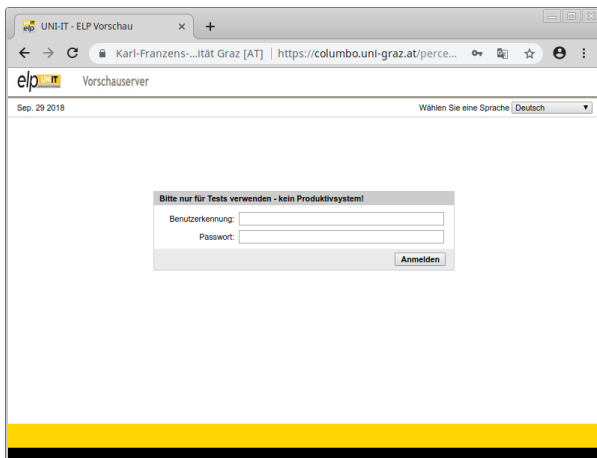 UNI-IT - ELP Vorschau
Karl-Franzens-...ität Graz [AT] | https://columbo.uni-graz.at/perce...
elp UNI IT Vorschauserver
Sep. 29 2018 Wählen Sie eine Sprache Deutsch
Bitte nur für Tests verwenden - kein Produktivsystem!
Benutzerkennung:
Passwort:
Anmelden